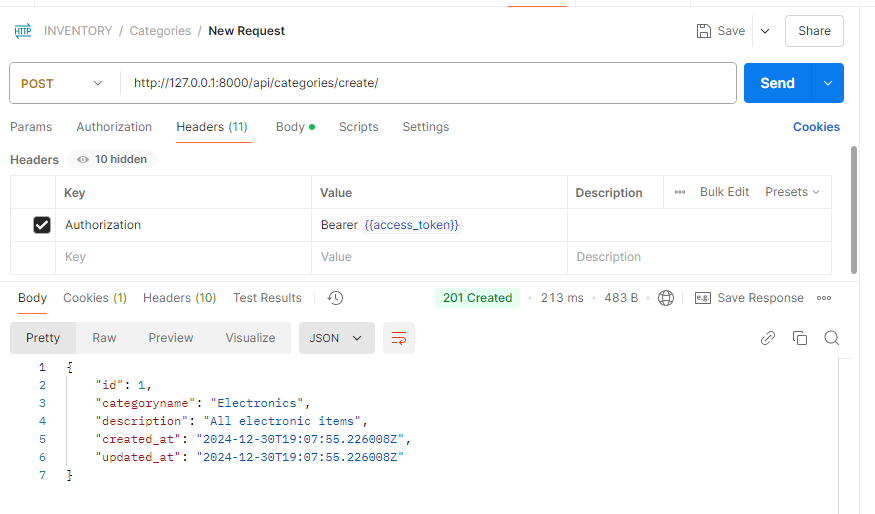 HTTP INVENTORY / Categories / New Request Save Share
POST http://127.0.0.1:8000/api/categories/create/ Send
Params Authorization Headers (11) Body Scripts Settings Cookies
Headers 10 hidden
Key Value Description Bulk Edit Presets
Authorization Bearer {{access_token}}
Key Value Description
Body Cookies (1) Headers (10) Test Results 201 Created 213 ms 483 B e.g. Save Response
Pretty Raw Preview Visualize JSON
1 {
2 "id": 1,
3 "categoryname": "Electronics",
4 "description": "All electronic items",
5 "created_at": "2024-12-30T19:07:55.226008Z",
6 "updated_at": "2024-12-30T19:07:55.226008Z"
7 }